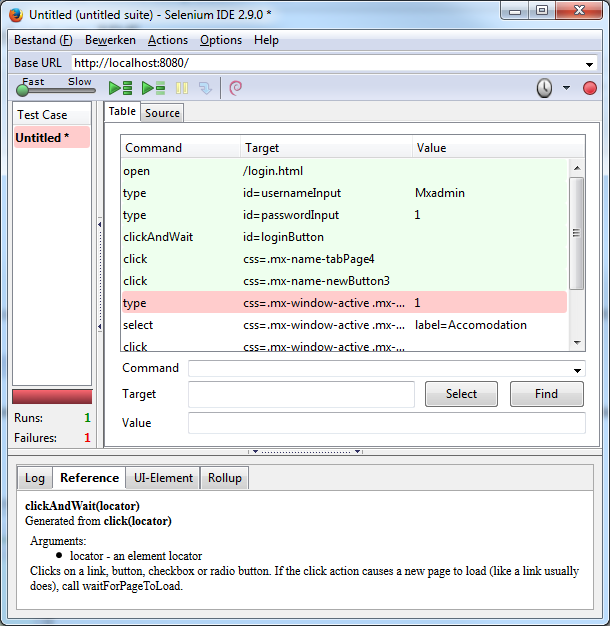 Untitled (untitled suite) - Selenium IDE 2.9.0 *
Bestand (F) Bewerken Actions Options Help
Base URL http://localhost:8080/
Fast Slow
Test Case
Untitled *
Runs: 1
Failures: 1
Table Source
Command Target Value
open /login.html
type id=usernameInput Mxadmin
type id=passwordInput 1
clickAndWait id=loginButton
click css=.mx-name-tabPage4
click css=.mx-name-newButton3
type css=.mx-window-active .mx-... 1
select css=.mx-window-active .mx-... label=Accomodation
click css=.mx-window-active .mx-...
Command
Target Select Find
Value
Log Reference UI-Element Rollup
clickAndWait(locator)
Generated from click(locator)
Arguments:
• locator - an element locator
Clicks on a link, button, checkbox or radio button. If the click action causes a new page to load (like a link usually
does), call waitForPageToLoad.